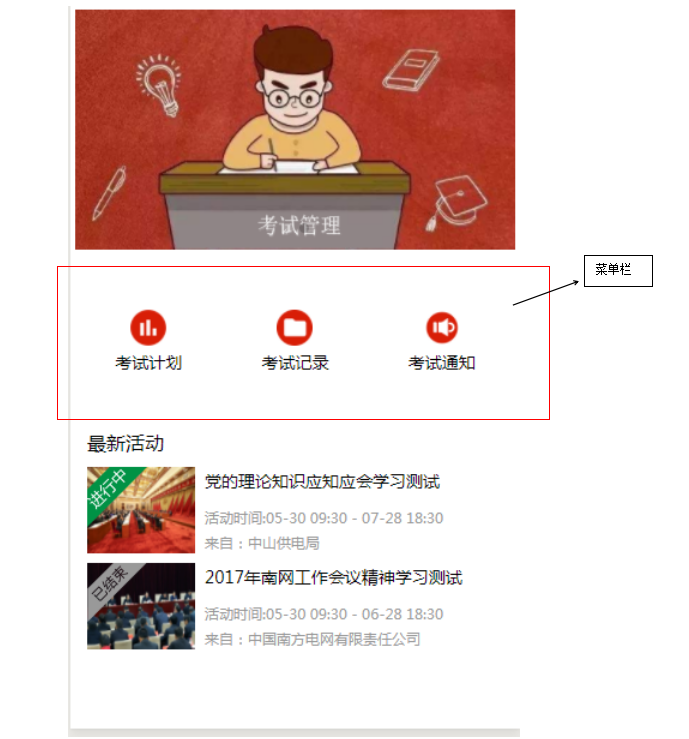 考试管理
菜单栏
考试计划
考试记录
考试通知
最新活动
进行中
党的理论知识应知应会学习测试
活动时间:05-30 09:30 - 07-28 18:30
来自：中山供电局
已结束
2017年南网工作会议精神学习测试
活动时间:05-30 09:30 - 06-28 18:30
来自：中国南方电网有限责任公司